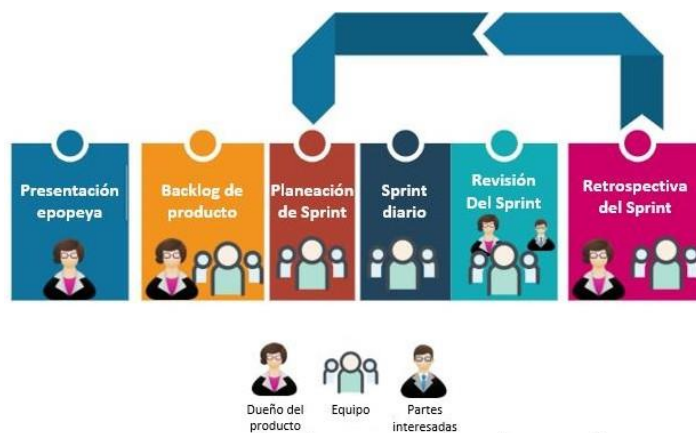 Presentación
epopeya
Backlog de
producto
Planeación
de Sprint
Sprint
diario
Revisión
Del Sprint
Retrospectiva
del Sprint
Dueño del
producto
Equipo
Partes
interesadas